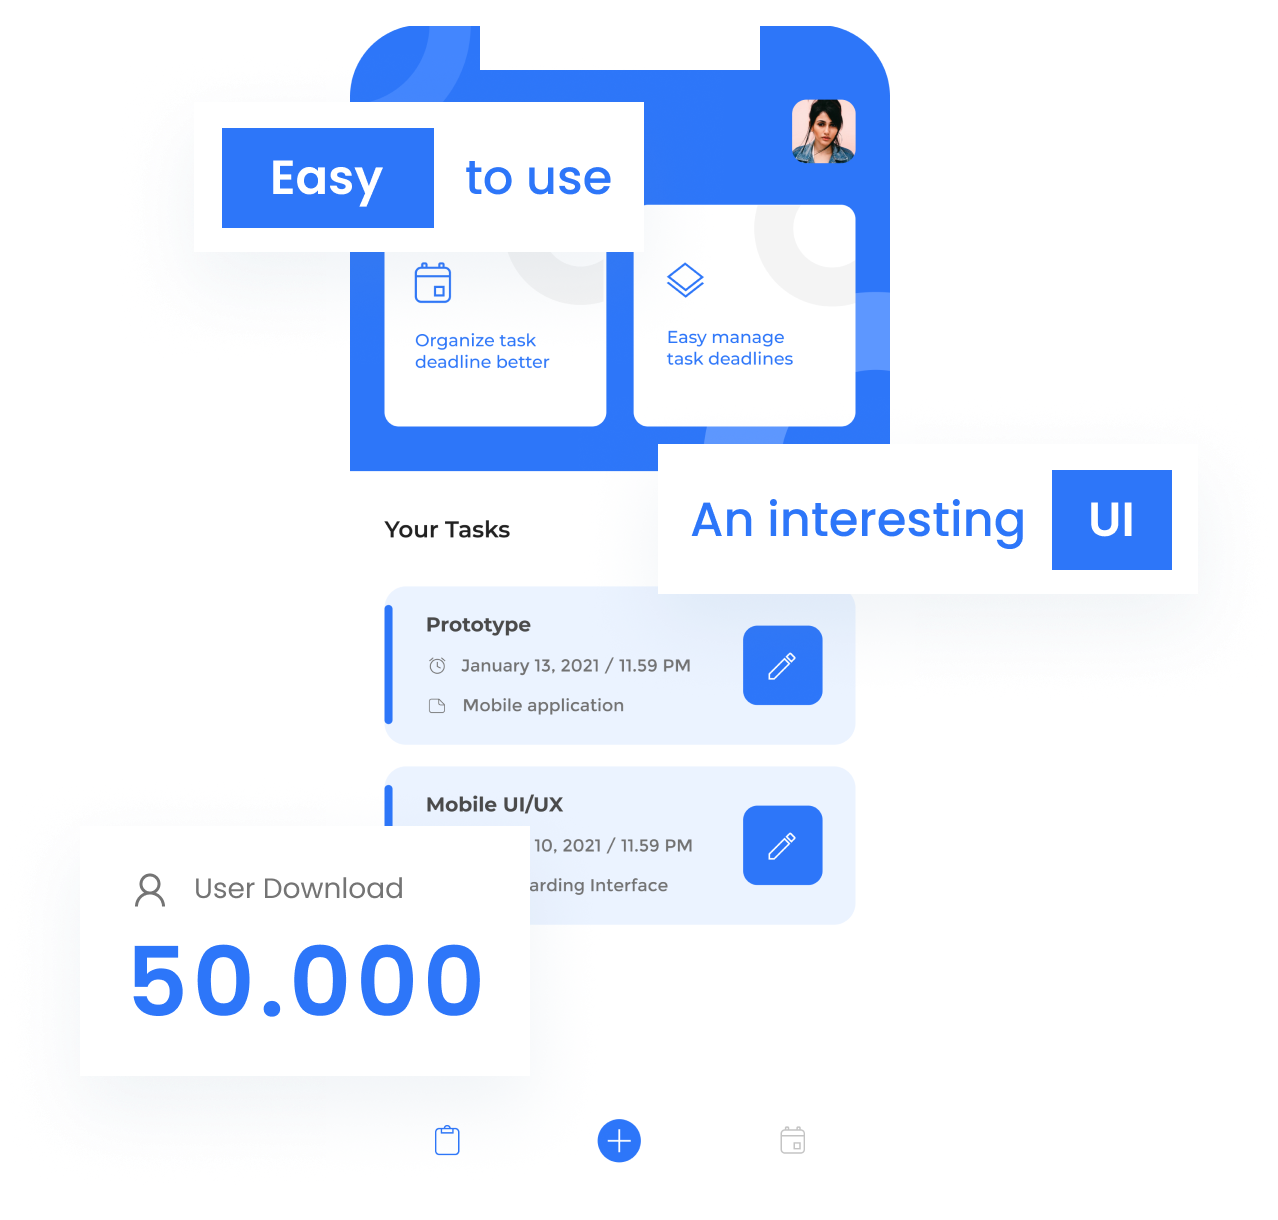 Easy to use
Organize task
deadline better
Easy manage
task deadlines
An interesting UI
Your Tasks
Prototype
January 13, 2021 / 11.59 PM
Mobile application
Mobile UI/UX
10, 2021 / 11.59 PM
Interface
User Download
50.000